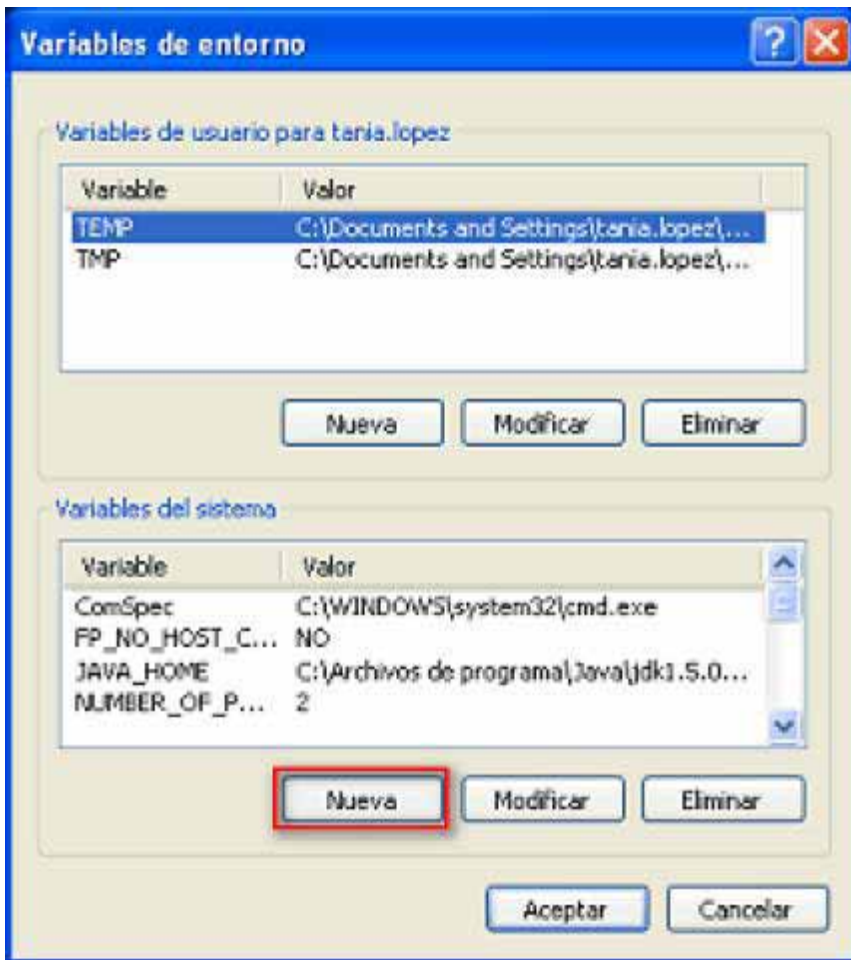 Variables de entorno
Variables de usuario para tania.lopez
Variable Valor
TEMP C:\Documents and Settings\tania.lopez\...
TMP C:\Documents and Settings\tania.lopez\...
Nueva Modificar Eliminar
Variables del sistema
Variable Valor
ComSpec C:\WINDOWS\system32\cmd.exe
FP_NO_HOST_C... NO
JAVA_HOME C:\Archivos de programa\Java\jdk1.5.0...
NUMBER_OF_P... 2
Nueva Modificar Eliminar
Aceptar Cancelar